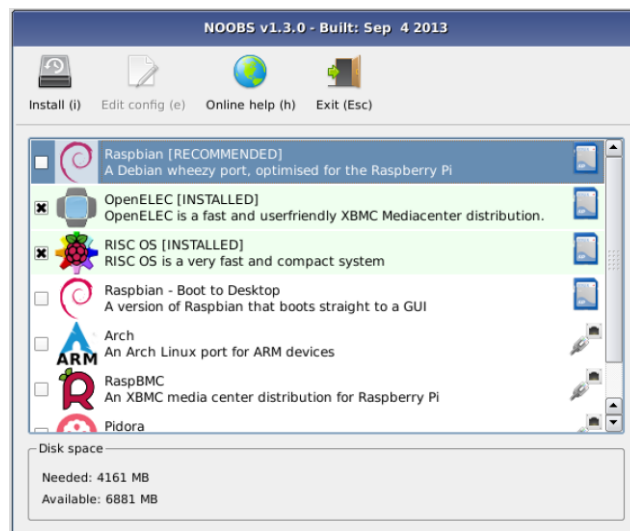 NOOBS v1.3.0 - Built: Sep 4 2013
Install (i) Edit config (e) Online help (h) Exit (Esc)
Raspbian [RECOMMENDED]
A Debian wheezy port, optimised for the Raspberry Pi
OpenELEC [INSTALLED]
OpenELEC is a fast and userfriendly XBMC Mediacenter distribution.
RISC OS [INSTALLED]
RISC OS is a very fast and compact system
Raspbian - Boot to Desktop
A version of Raspbian that boots straight to a GUI
Arch
An Arch Linux port for ARM devices
ARM
RaspBMC
An XBMC media center distribution for Raspberry Pi
Pidora
Disk space
Needed: 4161 MB
Available: 6881 MB